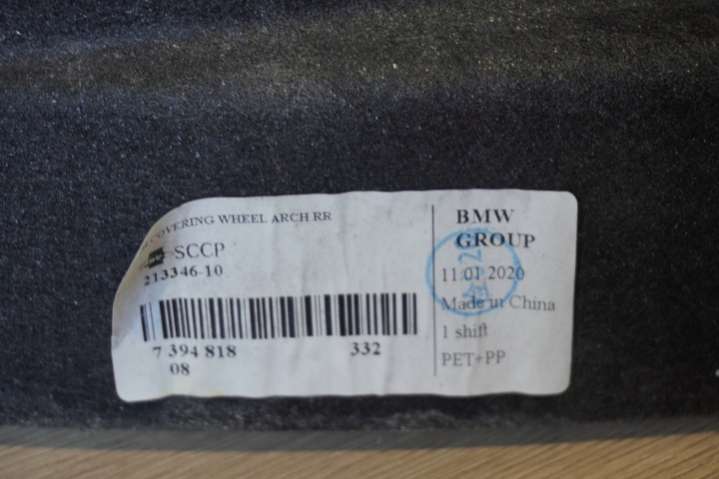 COVERING WHEEL ARCH RR
SCCP
213346-10
7 394 818
332
08
BMW
GROUP
11.01 2020
Made in China
1 shift
PET+PP